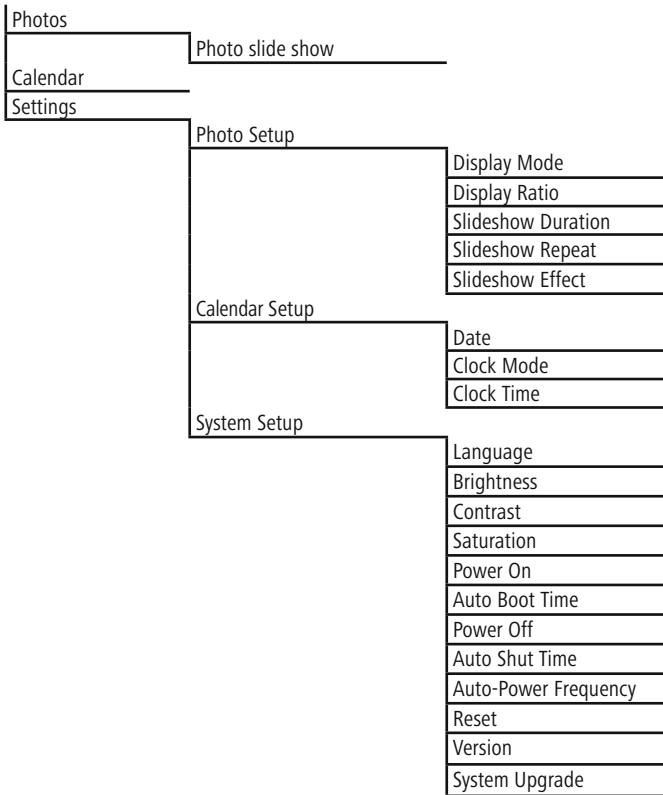 Photos
Photo slide show
Calendar
Settings
Photo Setup
Display Mode
Display Ratio
Slideshow Duration
Slideshow Repeat
Slideshow Effect
Calendar Setup
Date
Clock Mode
Clock Time
System Setup
Language
Brightness
Contrast
Saturation
Power On
Auto Boot Time
Power Off
Auto Shut Time
Auto-Power Frequency
Reset
Version
System Upgrade